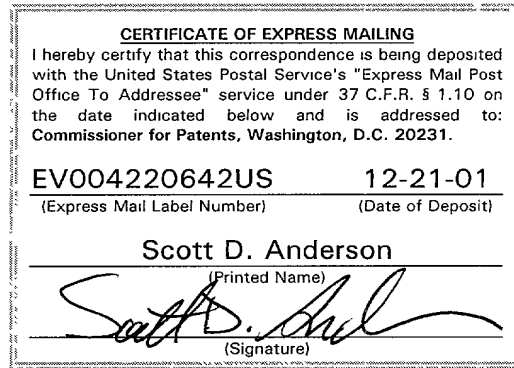 CERTIFICATE OF EXPRESS MAILING
I hereby certify that this correspondence is being deposited
with the United States Postal Service's "Express Mail Post
Office To Addressee" service under 37 C.F.R. § 1.10 on
the date indicated below and is addressed to:
Commissioner for Patents, Washington, D.C. 20231.
EV004220642US 12-21-01
(Express Mail Label Number) (Date of Deposit)
Scott D. Anderson
(Printed Name)
Scott D. And
(Signature)